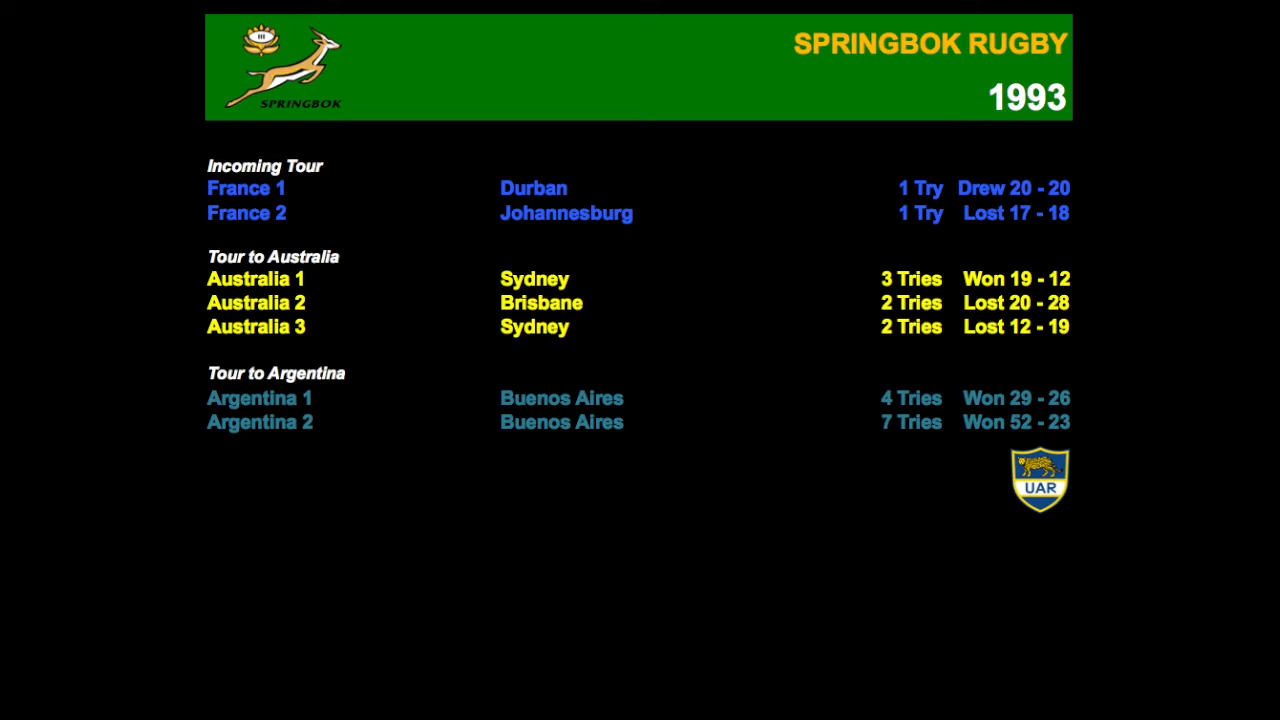 SPRINGBOK
SPRINGBOK RUGBY
1993
Incoming Tour
France 1 Durban 1 Try Drew 20 - 20
France 2 Johannesburg 1 Try Lost 17 - 18
Tour to Australia
Australia 1 Sydney 3 Tries Won 19 - 12
Australia 2 Brisbane 2 Tries Lost 20 - 28
Australia 3 Sydney 2 Tries Lost 12 - 19
Tour to Argentina
Argentina 1 Buenos Aires 4 Tries Won 29 - 26
Argentina 2 Buenos Aires 7 Tries Won 52 - 23
UAR